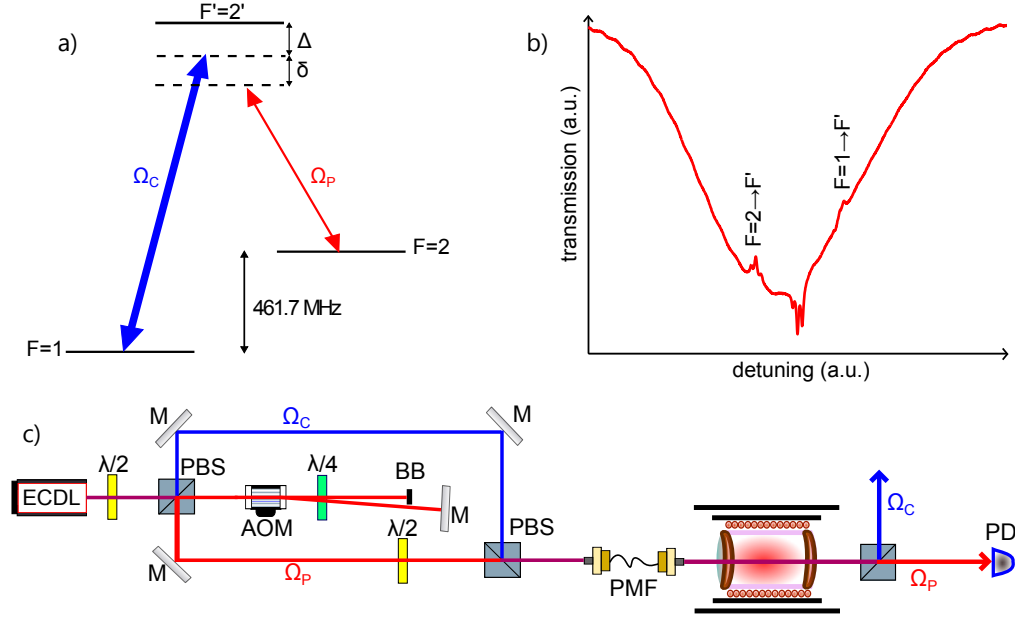 a)
F'=2'
Δ
δ
Ω_C
Ω_P
F=2
461.7 MHz
F=1
b)
transmission (a.u.)
F=2→F'
F=1→F'
detuning (a.u.)
c)
M
Ω_C
M
λ/2
PBS
λ/4
BB
ECDL
AOM
M
λ/2
PBS
M
Ω_P
PMF
Ω_C
PD
Ω_P